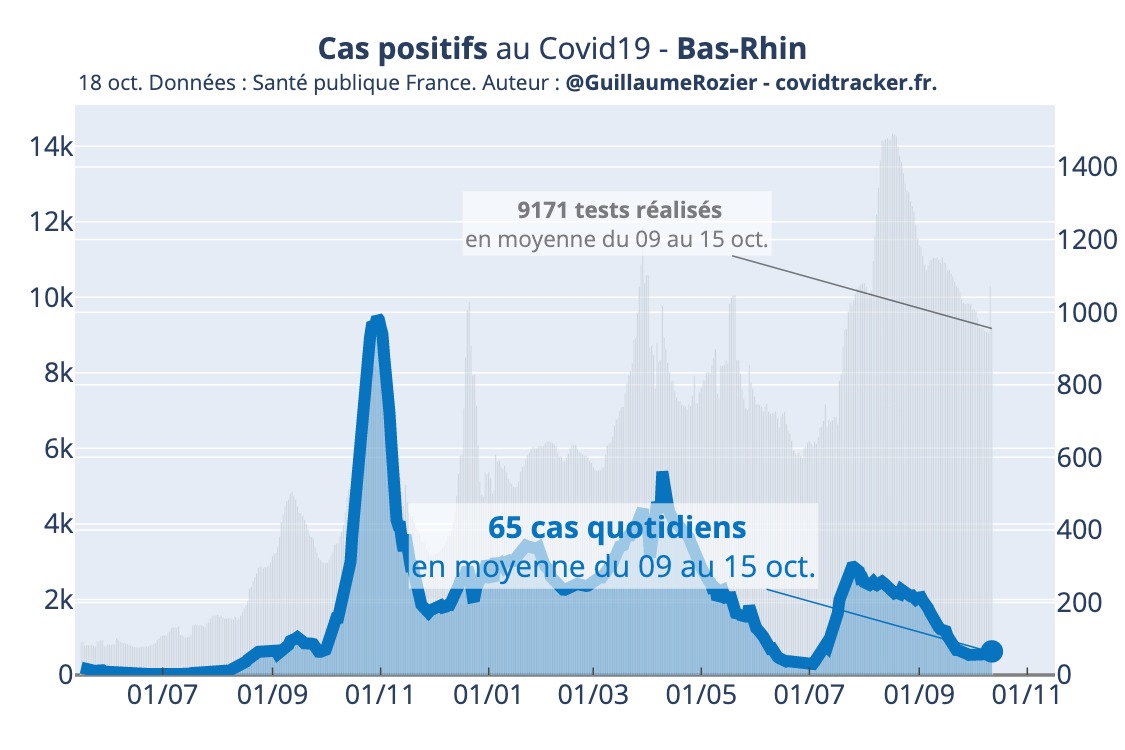 Cas positifs au Covid19 - Bas-Rhin
18 oct. Données : Santé publique France. Auteur : @GuillaumeRozier - covidtracker.fr.
14k
12k
10k
8k
6k
4k
2k
0
1400
1200
1000
800
600
400
200
0
9171 tests réalisés
en moyenne du 09 au 15 oct.
65 cas quotidiens
en moyenne du 09 au 15 oct.
01/07 01/09 01/11 01/01 01/03 01/05 01/07 01/09 01/11